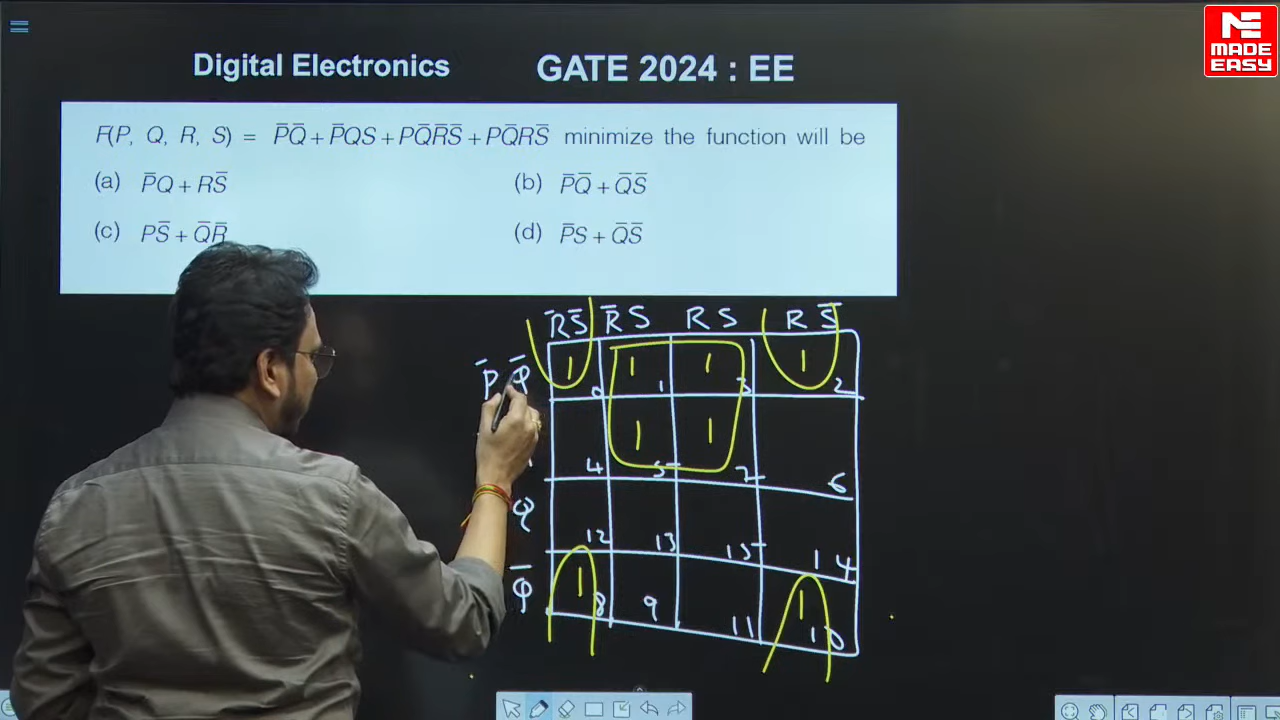 Digital Electronics GATE 2024 : EE
ME
MADE
EASY
F(P, Q, R, S) = P̅Q̅ + P̅QS + PQ̅R̅S̅ + PQ̅RS̅ minimize the function will be
(a) P̅Q + RS̅ (b) P̅Q̅ + Q̅S̅
(c) PS̅ + Q̅R̅ (d) P̅S + Q̅S̅
R̅S̅ R̅S RS RS̅
P̅Q̅ 1 0 1 1 1 3 1 2
4 1 5 1 7 6
Q 12 13 15 14
Q̅ 1 8 9 11 1 10